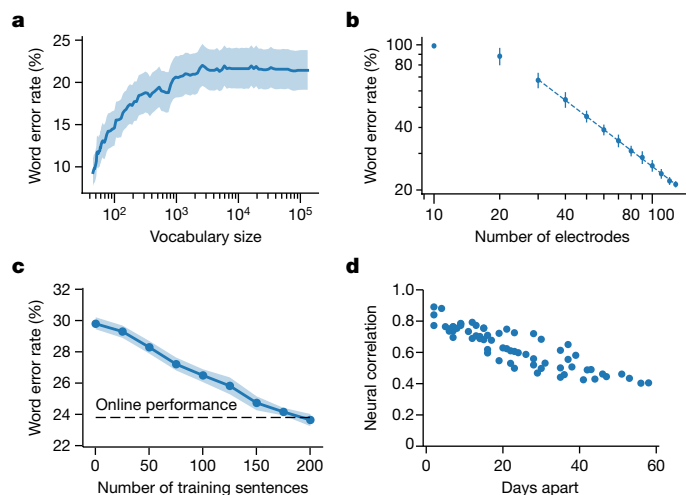 a
Word error rate (%)
25
20
15
10
10²
10³
10⁴
10⁵
Vocabulary size
b
Word error rate (%)
100
80
40
20
10
20
40
80
100
Number of electrodes
c
Word error rate (%)
32
30
28
26
24
22
Online performance
0
50
100
150
200
Number of training sentences
d
Neural correlation
1.0
0.8
0.6
0.4
0.2
0
0
20
40
60
Days apart